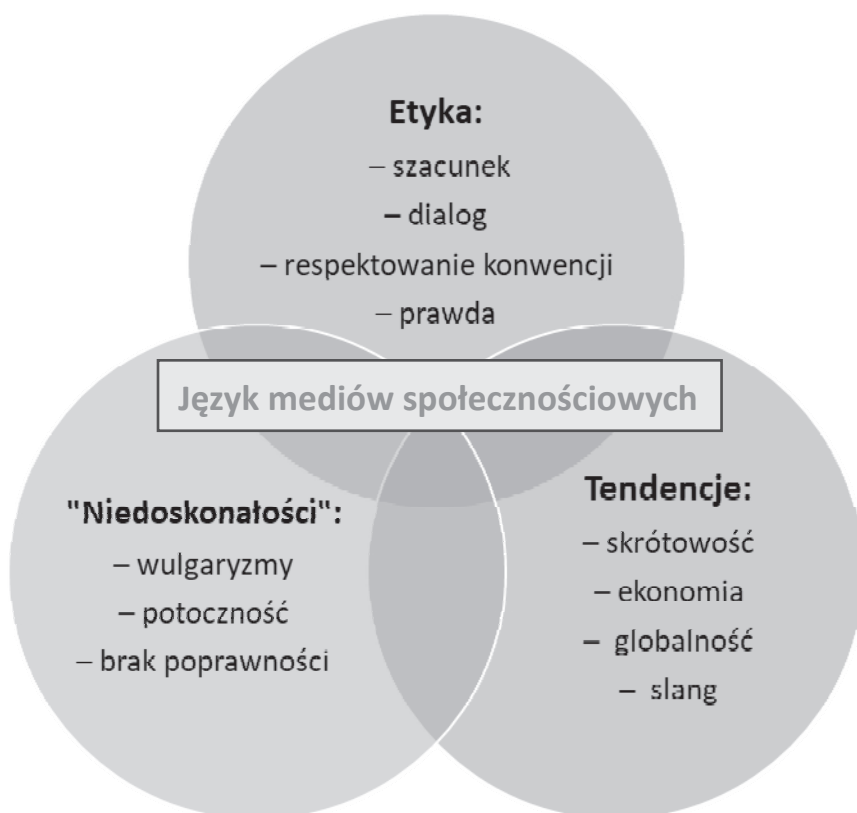 Etyka:
– szacunek
– dialog
– respektowanie konwencji
– prawda
Język mediów społecznościowych
"Niedoskonałości":
– wulgaryzmy
– potoczność
– brak poprawności
Tendencje:
– skrótowość
– ekonomia
– globalność
– slang